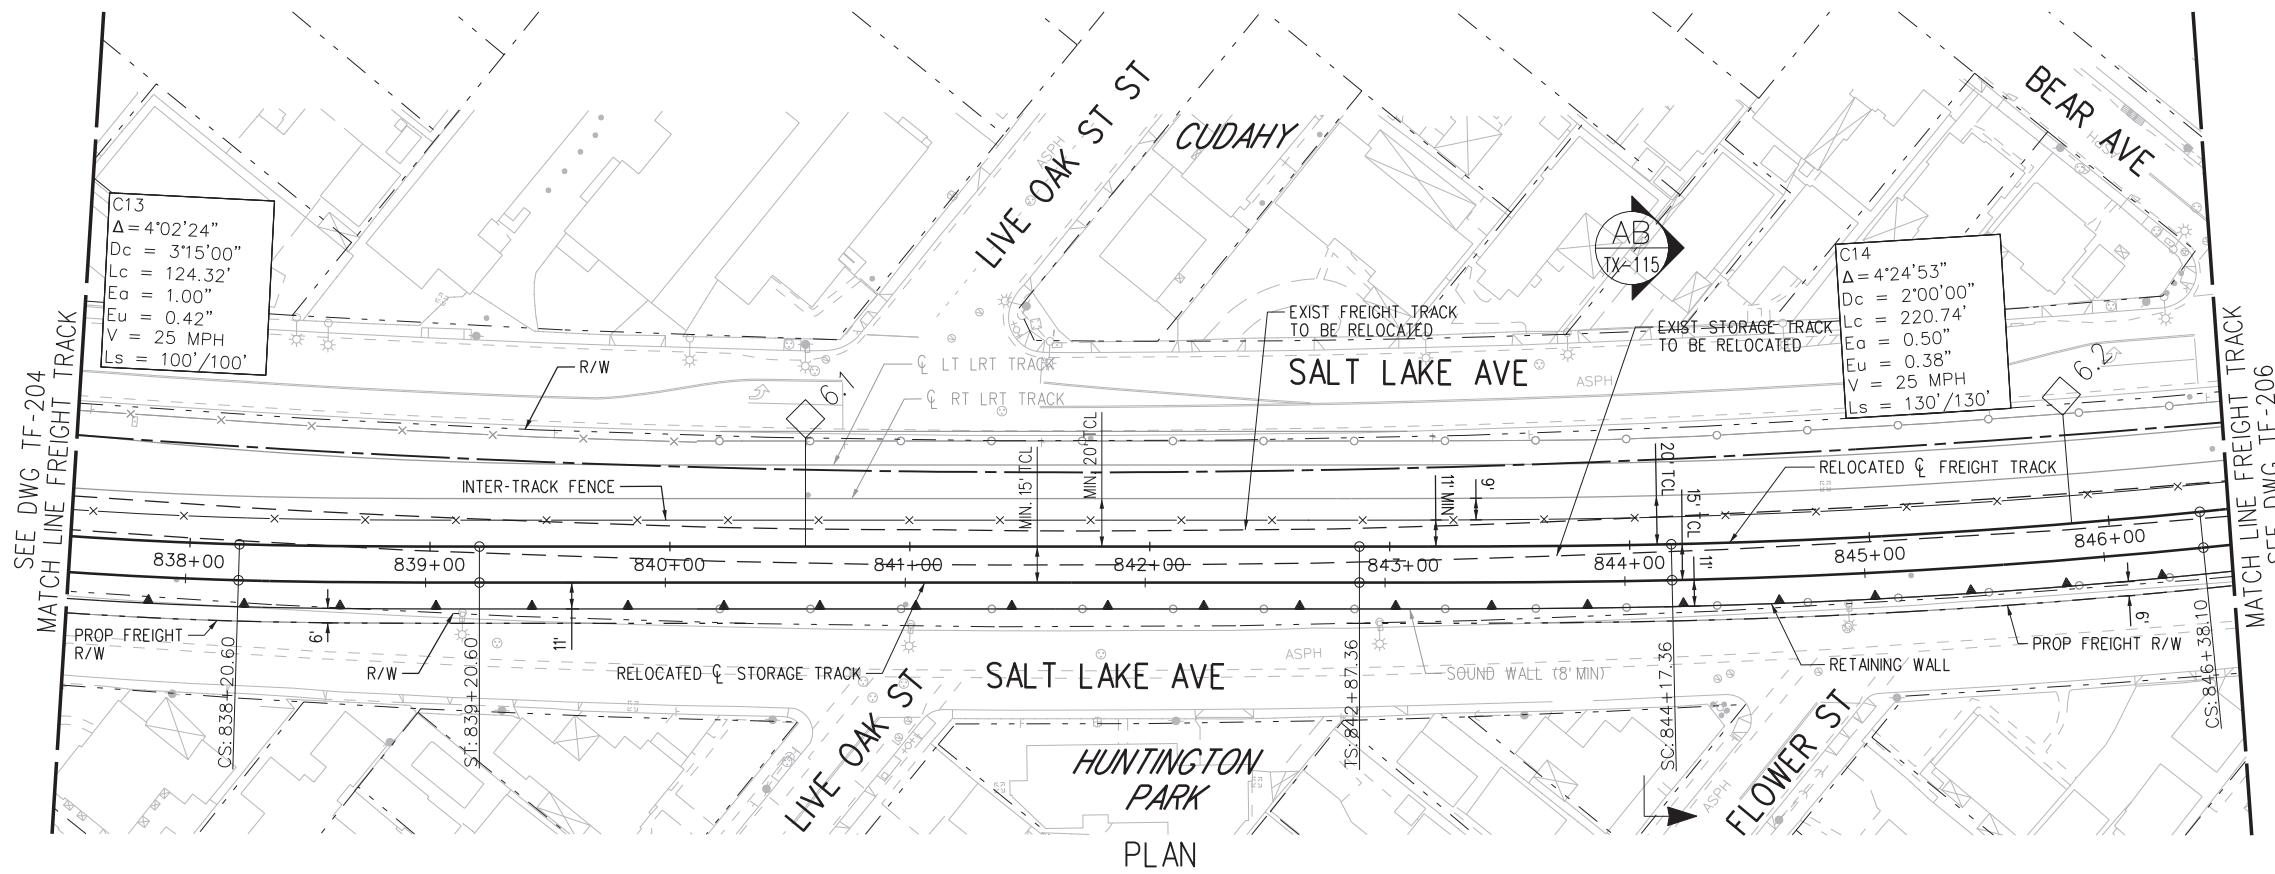 SEE DWG TF-204
MATCH LINE FREIGHT TRACK
C13
Δ=4°02'24"
Dc = 3°15'00"
Lc = 124.32'
Ea = 1.00"
Eu = 0.42"
V = 25 MPH
Ls = 100'/100'
LIVE OAK ST ST
ASPH
CUDAHY
BEAR AVE
AB
TX-115
C14
Δ=4°24'53"
Dc = 2°00'00"
Lc = 220.74'
Ea = 0.50"
Eu = 0.38"
V = 25 MPH
Ls = 130'/130'
EXIST FREIGHT TRACK
TO BE RELOCATED
EXIST STORAGE TRACK
TO BE RELOCATED
R/W
℄ LT LRT TRACK
℄ RT LRT TRACK
6.1
6.2
SALT LAKE AVE
ASPH
INTER-TRACK FENCE
MIN. 15' TCL
MIN. 20' TCL
11' MIN
9'
20' TCL
15' TCL
11'
RELOCATED ℄ FREIGHT TRACK
838+00
839+00
840+00
841+00
842+00
843+00
844+00
845+00
846+00
PROP FREIGHT
R/W
6'
R/W
11'
RELOCATED ℄ STORAGE TRACK
SALT LAKE AVE
ASPH
SOUND WALL (8' MIN)
RETAINING WALL
PROP FREIGHT R/W
6'
CS: 838+20.60
ST: 839+20.60
TS: 842+87.36
SC: 844+17.36
CS: 846+38.10
LIVE OAK ST
HUNTINGTON
PARK
ASPH
FLOWER ST
MATCH LINE FREIGHT TRACK
SEE DWG TF-206
PLAN